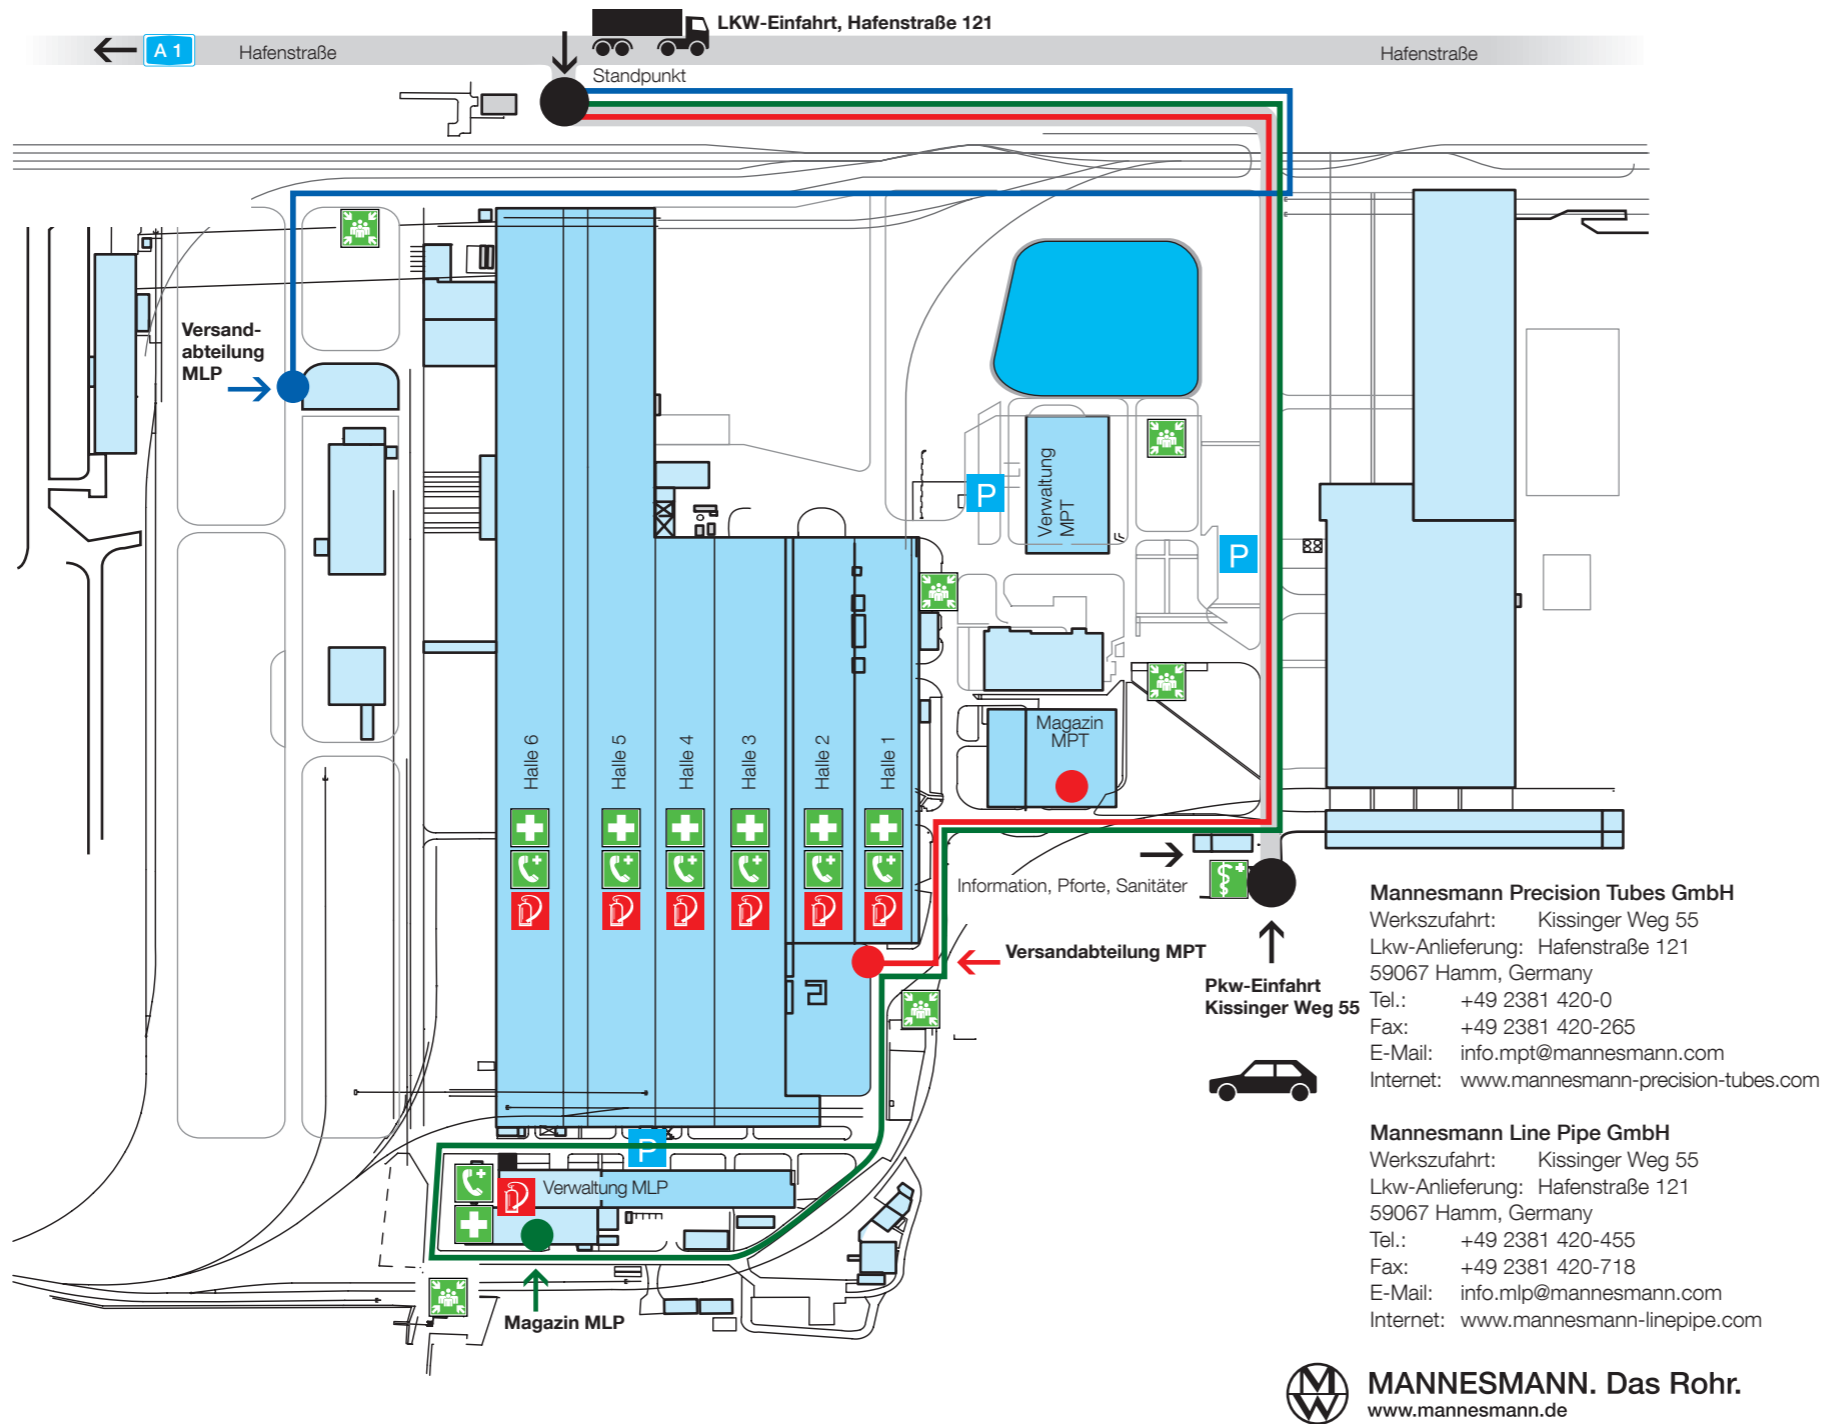 LKW-Einfahrt, Hafenstraße 121
A 1
Hafenstraße
Hafenstraße
Standpunkt
Versand-
abteilung
MLP
Verwaltung
MPT
P
P
Magazin
MPT
Halle 6
Halle 5
Halle 4
Halle 3
Halle 2
Halle 1
Information, Pforte, Sanitäter
Versandabteilung MPT
Pkw-Einfahrt
Kissinger Weg 55
P
Verwaltung MLP
Magazin MLP
Mannesmann Precision Tubes GmbH
Werkszufahrt: Kissinger Weg 55
Lkw-Anlieferung: Hafenstraße 121
59067 Hamm, Germany
Tel.: +49 2381 420-0
Fax: +49 2381 420-265
E-Mail: info.mpt@mannesmann.com
Internet: www.mannesmann-precision-tubes.com
Mannesmann Line Pipe GmbH
Werkszufahrt: Kissinger Weg 55
Lkw-Anlieferung: Hafenstraße 121
59067 Hamm, Germany
Tel.: +49 2381 420-455
Fax: +49 2381 420-718
E-Mail: info.mlp@mannesmann.com
Internet: www.mannesmann-linepipe.com
MW
MANNESMANN. Das Rohr.
www.mannesmann.de